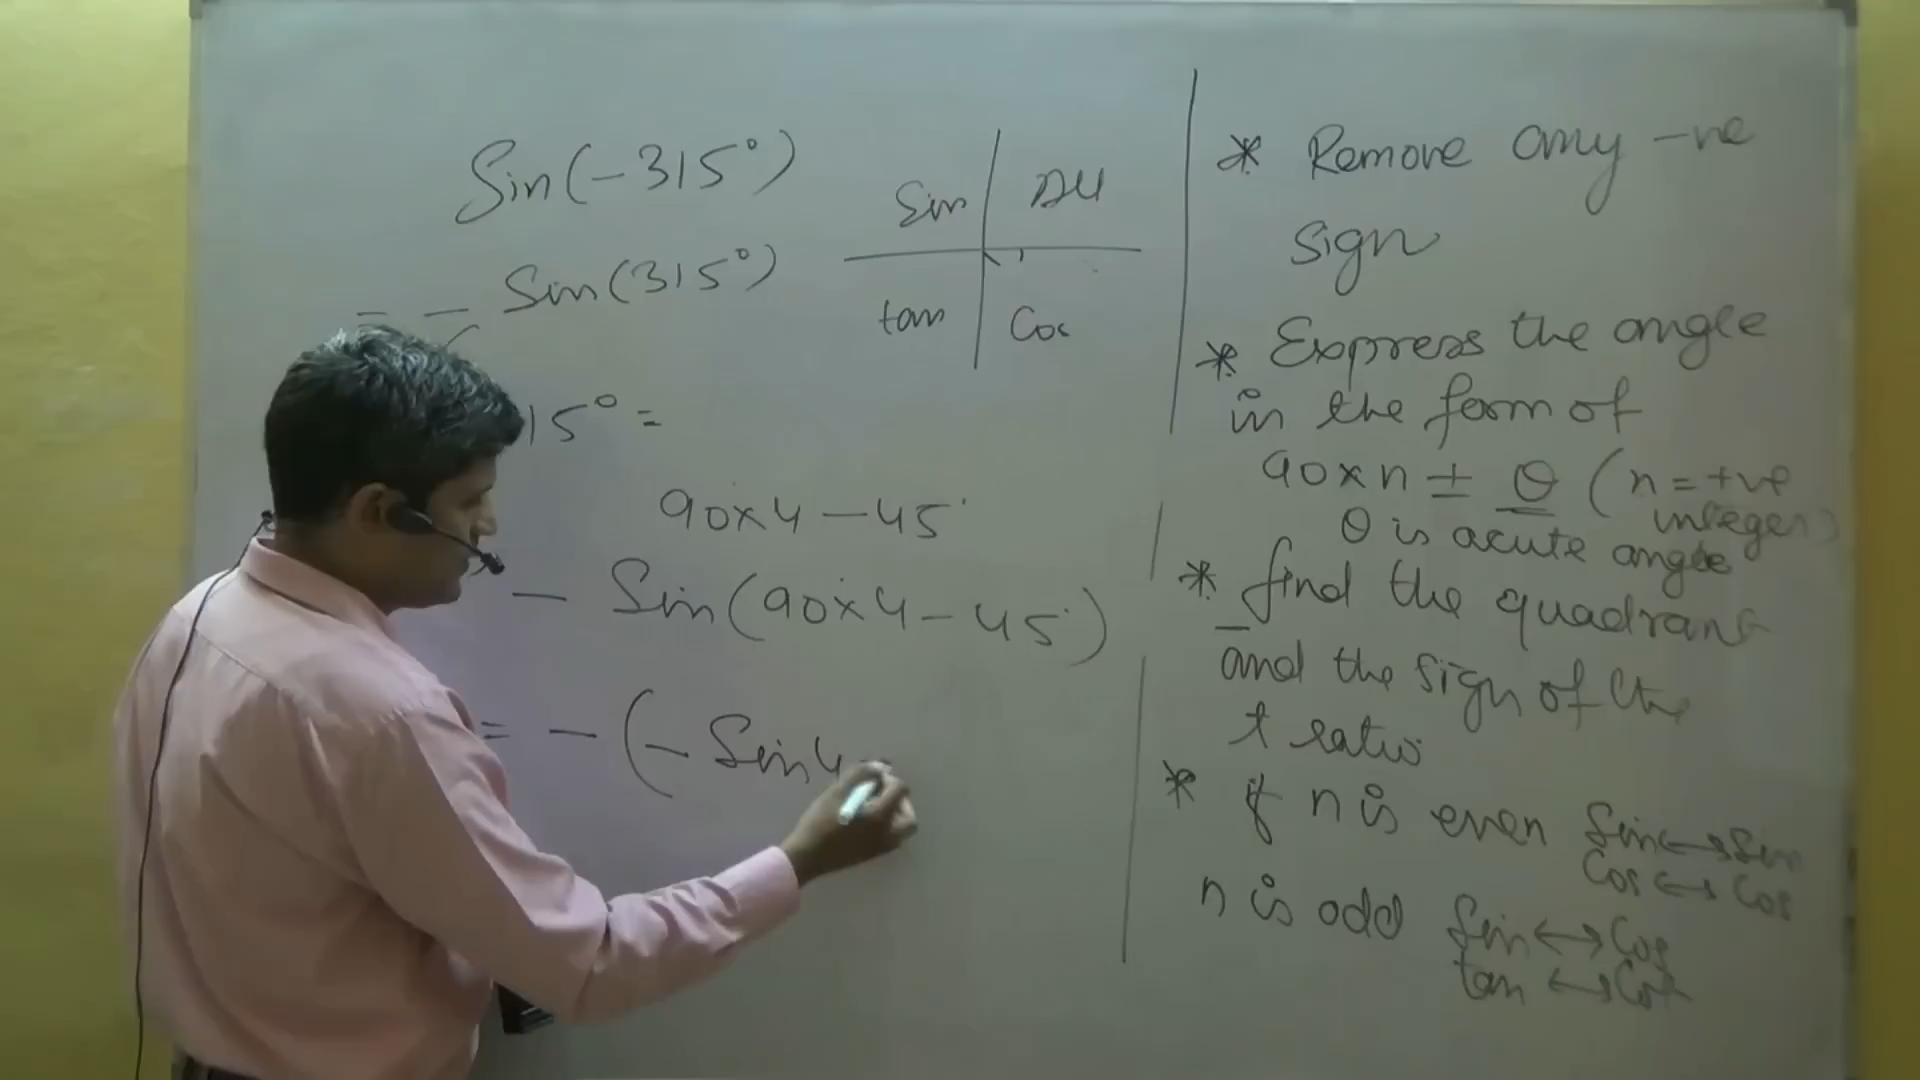 Sin(-315°)
= - Sin(315°)
15° =
90×4-45°
- Sin(90×4-45°)
= - (- Sin 4
Sin | All
tan | Cos
* Remove any -ve
sign
* Express the angle
in the form of
90×n ± θ (n = +ve
integer)
θ is acute angle
* find the quadrant
and the sign of the
t ratio
* if n is even Sin↔Sin
Cos↔Cos
n is odd Sin↔Cos
tan↔Cot